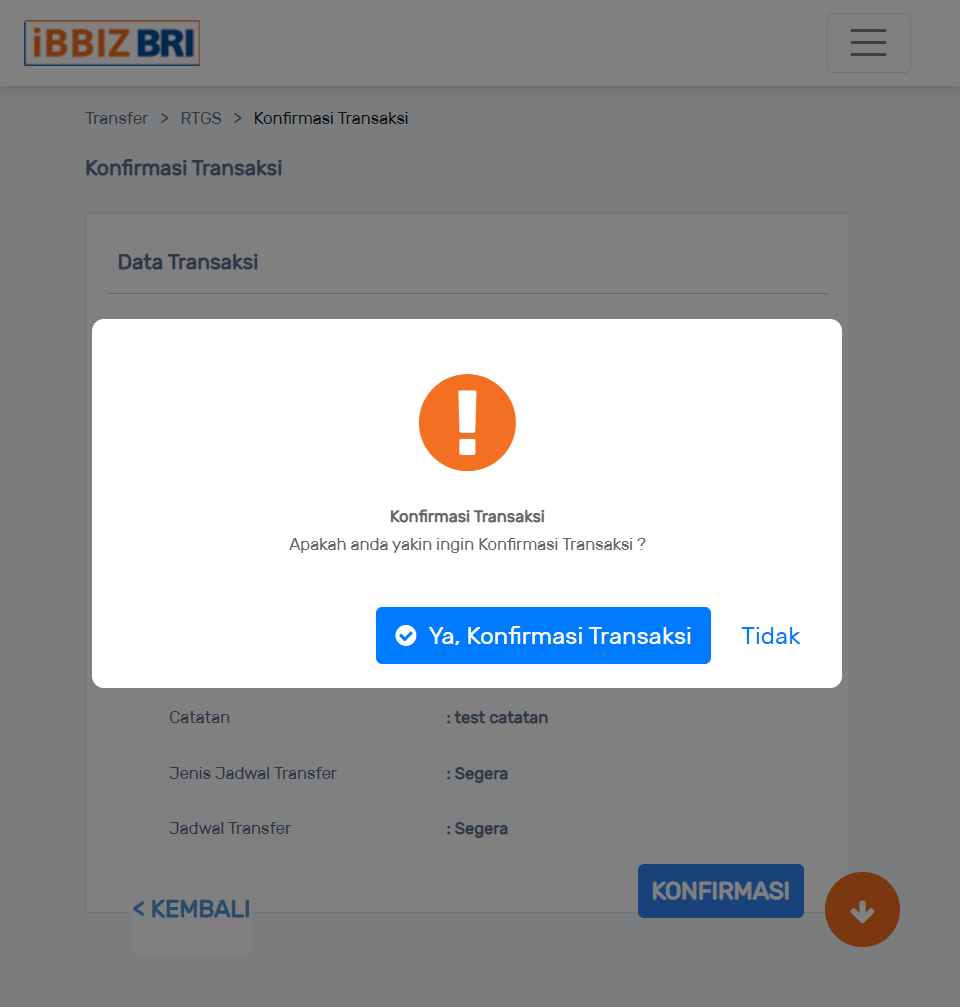 iBBIZ BRI
Transfer > RTGS > Konfirmasi Transaksi
Konfirmasi Transaksi
Data Transaksi
Konfirmasi Transaksi
Apakah anda yakin ingin Konfirmasi Transaksi ?
Ya, Konfirmasi Transaksi Tidak
Catatan : test catatan
Jenis Jadwal Transfer : Segera
Jadwal Transfer : Segera
KONFIRMASI
< KEMBALI